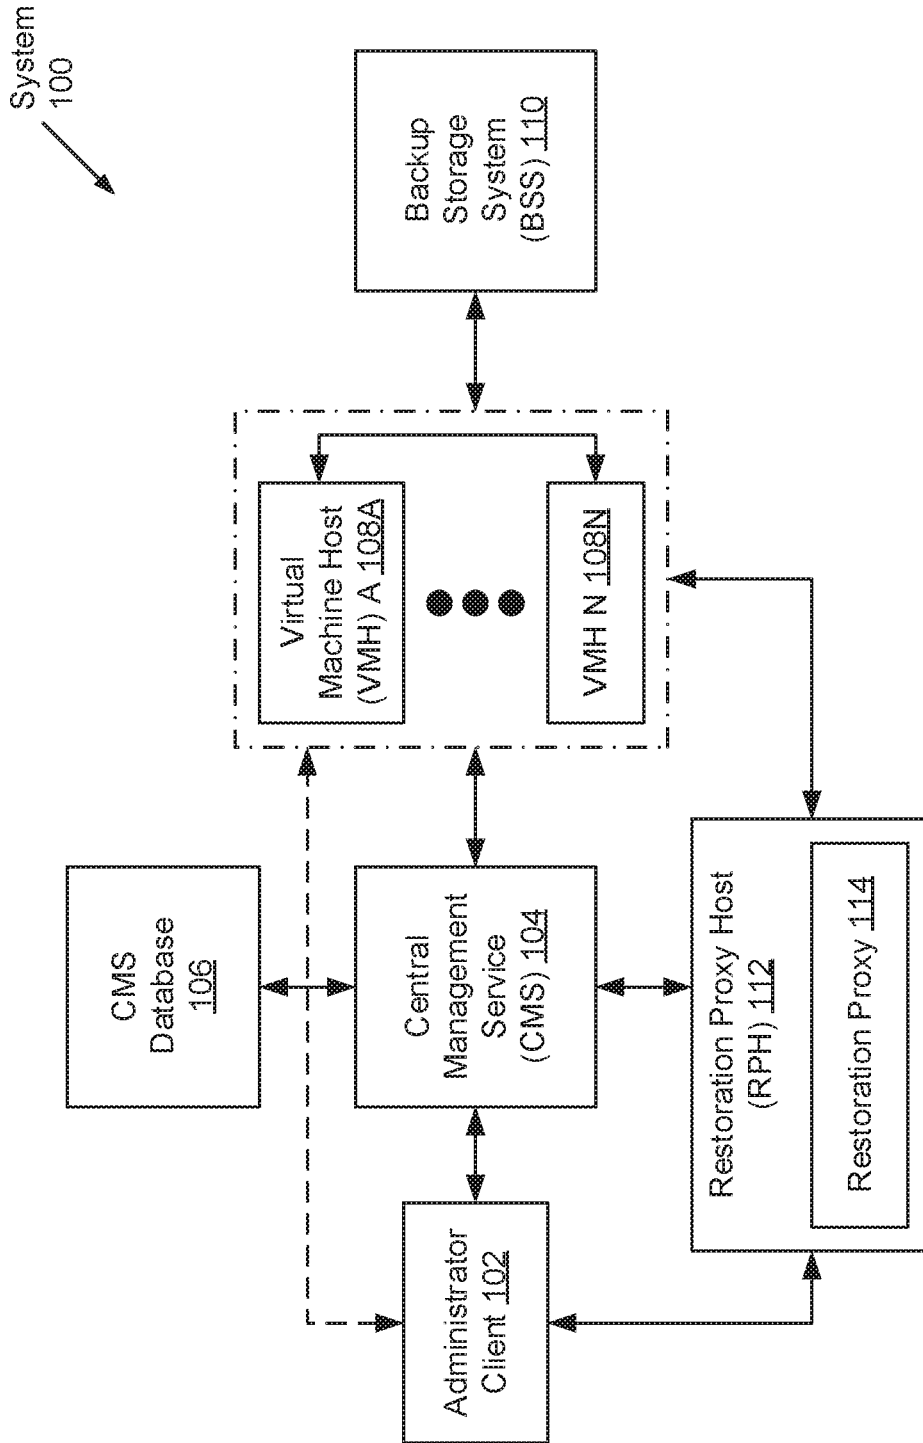 System
100
CMS
Database
106
Administrator
Client 102
Central
Management
Service
(CMS) 104
Virtual
Machine Host
(VMH) A 108A
VMH N 108N
Backup
Storage
System
(BSS) 110
Restoration Proxy Host
(RPH) 112
Restoration Proxy 114